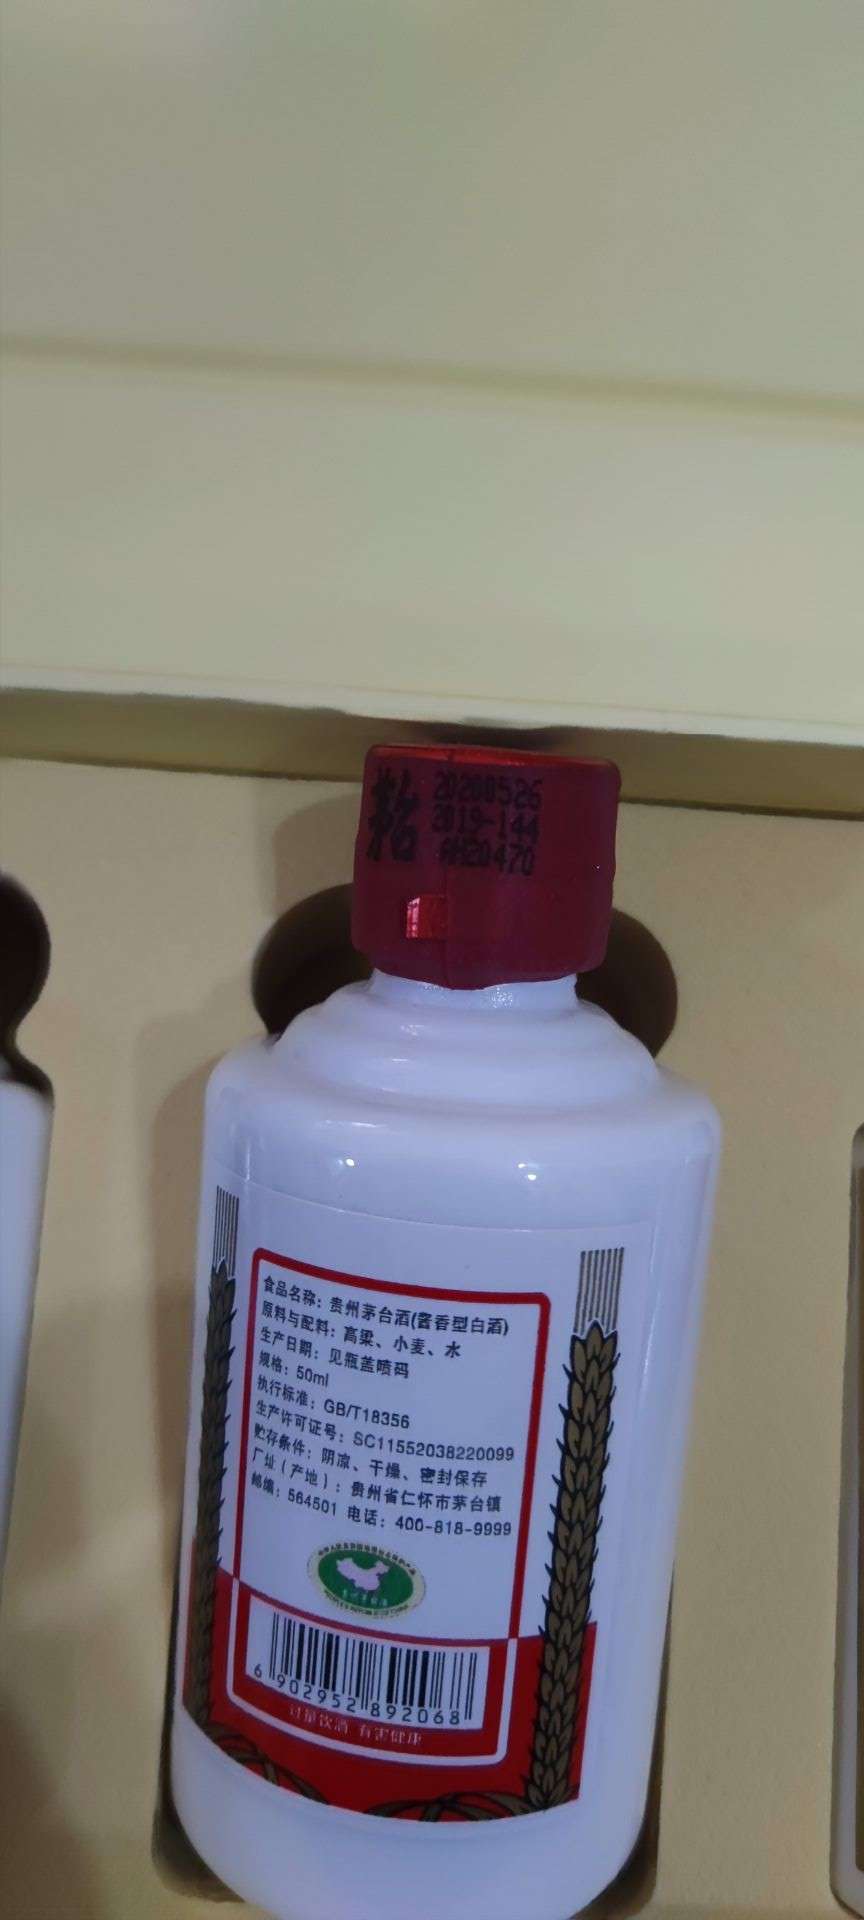 茅台
20200526
2019-144
AH20470
食品名称：贵州茅台酒(酱香型白酒)
原料与配料：高粱、小麦、水
生产日期：见瓶盖喷码
规格：50ml
执行标准：GB/T18356
生产许可证号：SC11552038220099
贮存条件：阴凉、干燥、密封保存
厂址（产地）：贵州省仁怀市茅台镇
邮编：564501 电话：400-818-9999
6 902952 892068
过量饮酒 有害健康